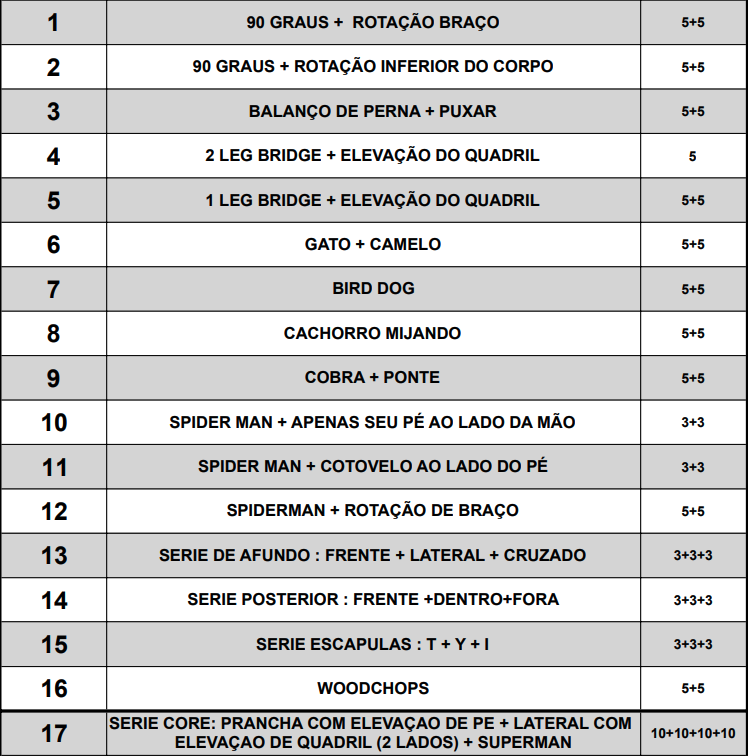 1 90 GRAUS + ROTAÇÃO BRAÇO 5+5
2 90 GRAUS + ROTAÇÃO INFERIOR DO CORPO 5+5
3 BALANÇO DE PERNA + PUXAR 5+5
4 2 LEG BRIDGE + ELEVAÇÃO DO QUADRIL 5
5 1 LEG BRIDGE + ELEVAÇÃO DO QUADRIL 5+5
6 GATO + CAMELO 5+5
7 BIRD DOG 5+5
8 CACHORRO MIJANDO 5+5
9 COBRA + PONTE 5+5
10 SPIDER MAN + APENAS SEU PÉ AO LADO DA MÃO 3+3
11 SPIDER MAN + COTOVELO AO LADO DO PÉ 3+3
12 SPIDERMAN + ROTAÇÃO DE BRAÇO 5+5
13 SERIE DE AFUNDO : FRENTE + LATERAL + CRUZADO 3+3+3
14 SERIE POSTERIOR : FRENTE +DENTRO+FORA 3+3+3
15 SERIE ESCAPULAS : T + Y + I 3+3+3
16 WOODCHOPS 5+5
17 SERIE CORE: PRANCHA COM ELEVAÇAO DE PE + LATERAL COM
ELEVAÇAO DE QUADRIL (2 LADOS) + SUPERMAN 10+10+10+10